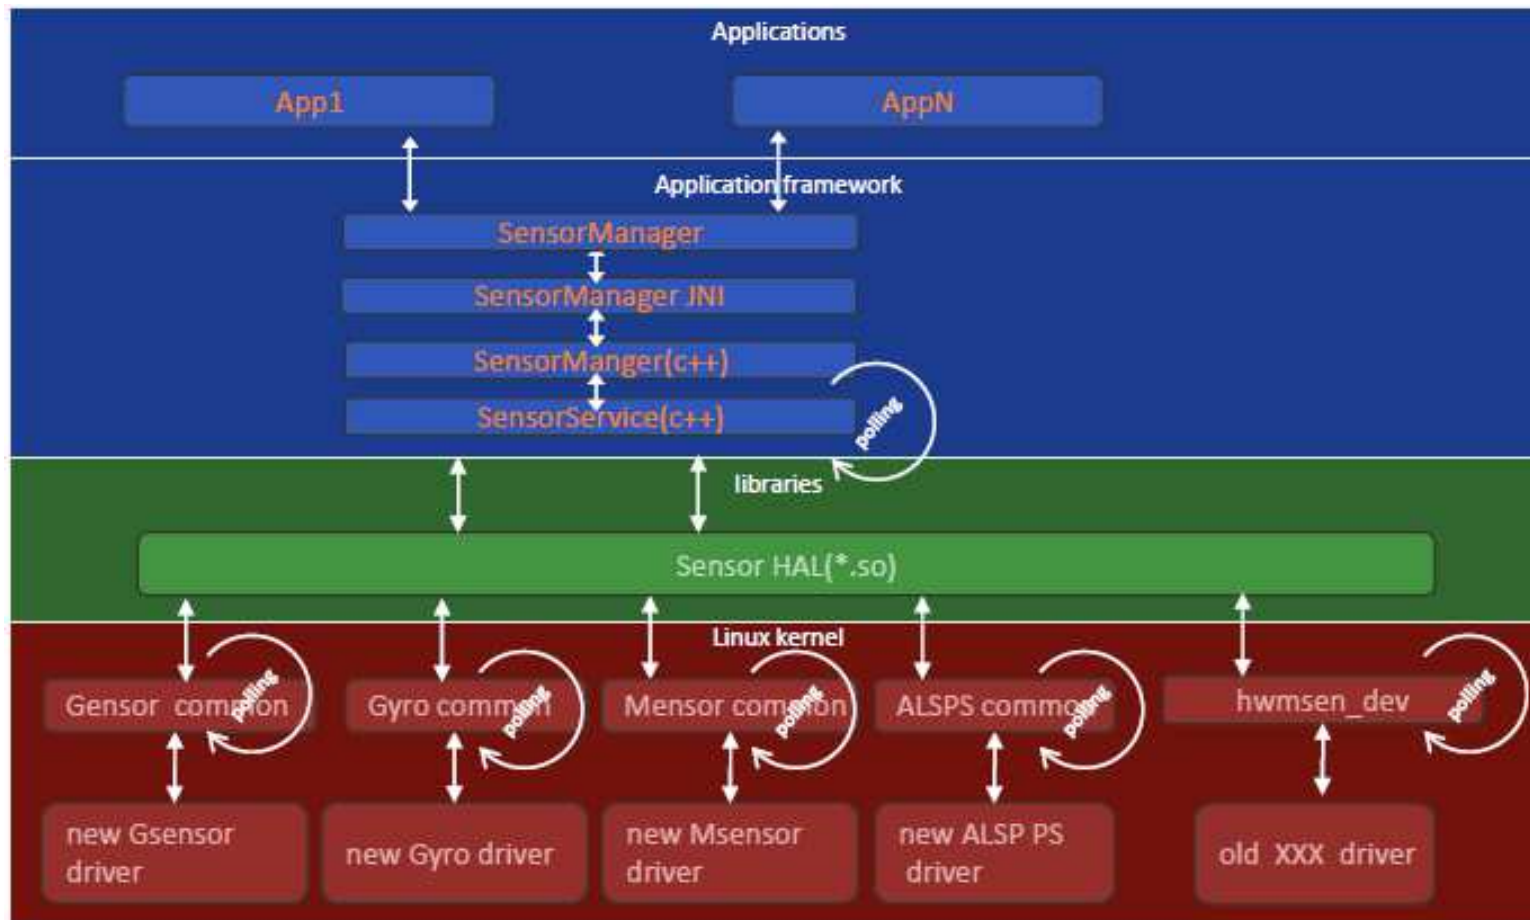 Applications
App1
AppN
Application framework
SensorManager
SensorManager JNI
SensorManger(c++)
SensorService(c++)
polling
libraries
Sensor HAL(*.so)
Linux kernel
Gensor common
polling
Gyro common
polling
Mensor common
polling
ALSPS common
polling
hwmsen_dev
polling
new Gsensor
driver
new Gyro driver
new Msensor
driver
new ALSP PS
driver
old XXX driver